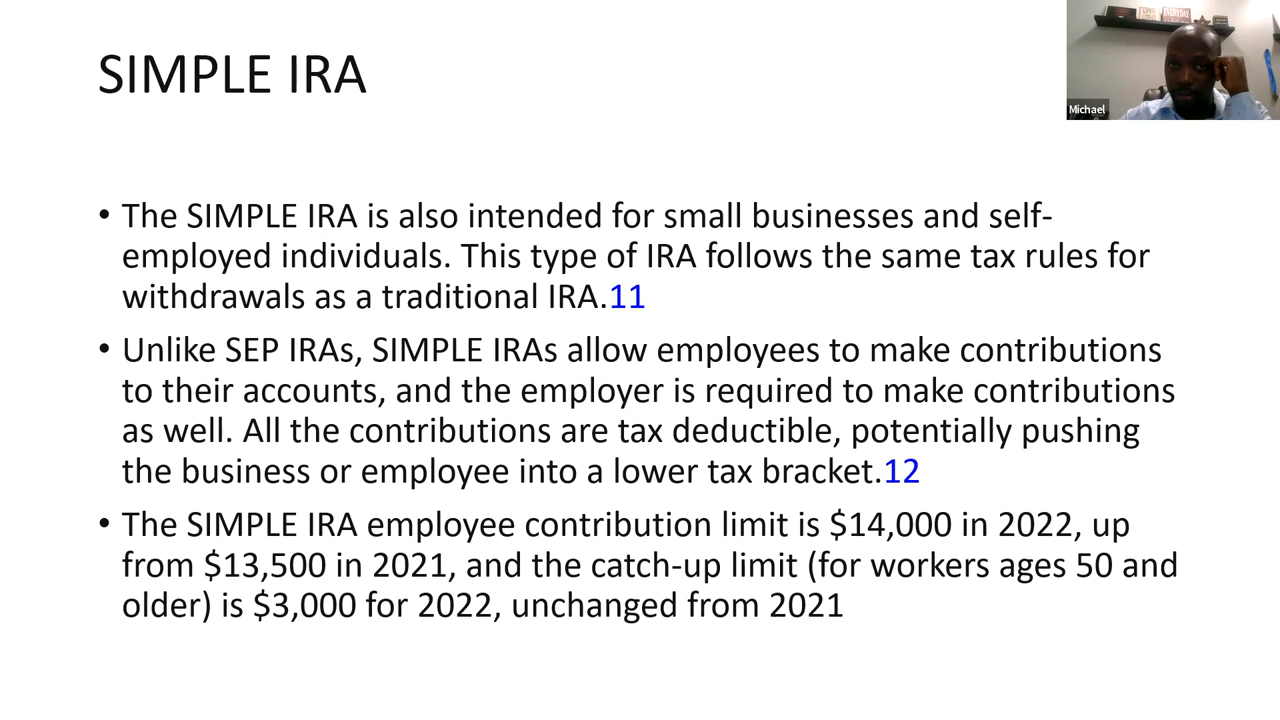 SIMPLE IRA
EVERYDAY
Michael
• The SIMPLE IRA is also intended for small businesses and self-
employed individuals. This type of IRA follows the same tax rules for
withdrawals as a traditional IRA.11
• Unlike SEP IRAs, SIMPLE IRAs allow employees to make contributions
to their accounts, and the employer is required to make contributions
as well. All the contributions are tax deductible, potentially pushing
the business or employee into a lower tax bracket.12
• The SIMPLE IRA employee contribution limit is $14,000 in 2022, up
from $13,500 in 2021, and the catch-up limit (for workers ages 50 and
older) is $3,000 for 2022, unchanged from 2021